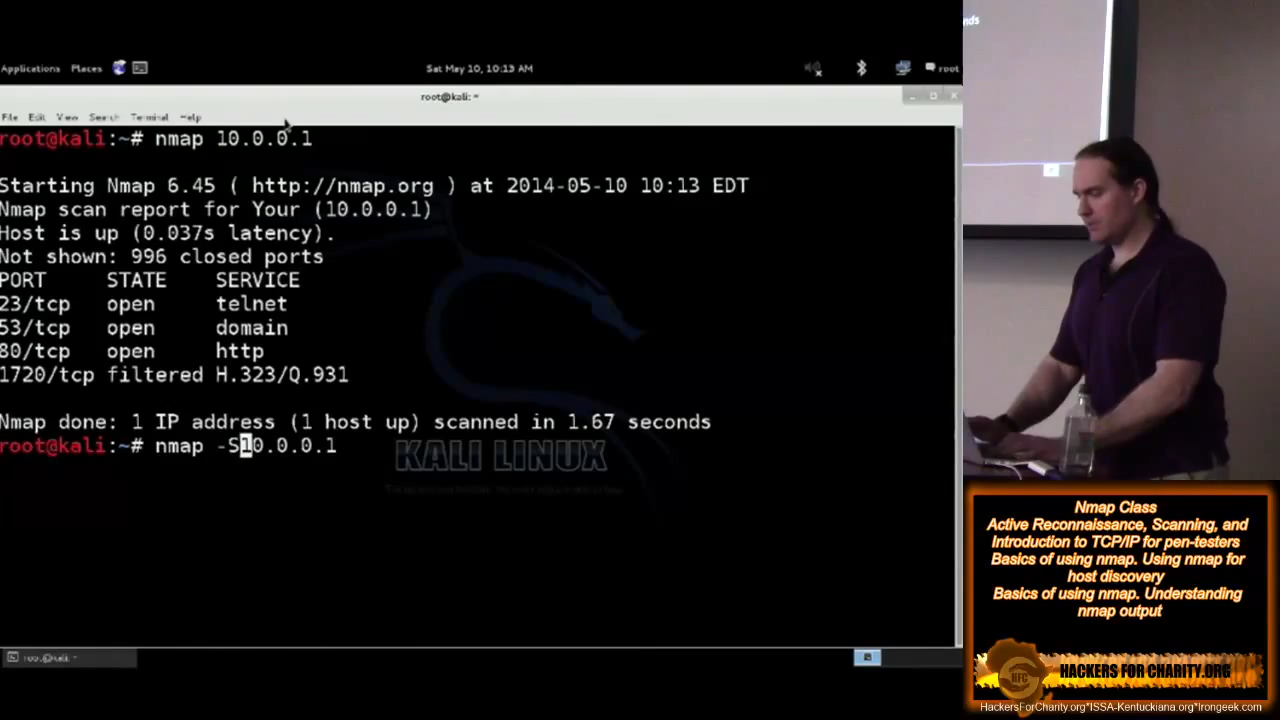 nds
Applications Places
Sat May 10, 10:13 AM
root
root@kali: ~
File Edit View Search Terminal Help
root@kali:~# nmap 10.0.0.1
Starting Nmap 6.45 ( http://nmap.org ) at 2014-05-10 10:13 EDT
Nmap scan report for Your (10.0.0.1)
Host is up (0.037s latency).
Not shown: 996 closed ports
PORT STATE SERVICE
23/tcp open telnet
53/tcp open domain
80/tcp open http
1720/tcp filtered H.323/Q.931
Nmap done: 1 IP address (1 host up) scanned in 1.67 seconds
root@kali:~# nmap -S10.0.0.1
KALI LINUX
root@kali: ~
Nmap Class
Active Reconnaissance, Scanning, and
Introduction to TCP/IP for pen-testers
Basics of using nmap. Using nmap for
host discovery
Basics of using nmap. Understanding
nmap output
HFC
HACKERS FOR CHARITY.ORG
HackersForCharity.org*ISSA-Kentuckiana.org*Irongeek.com